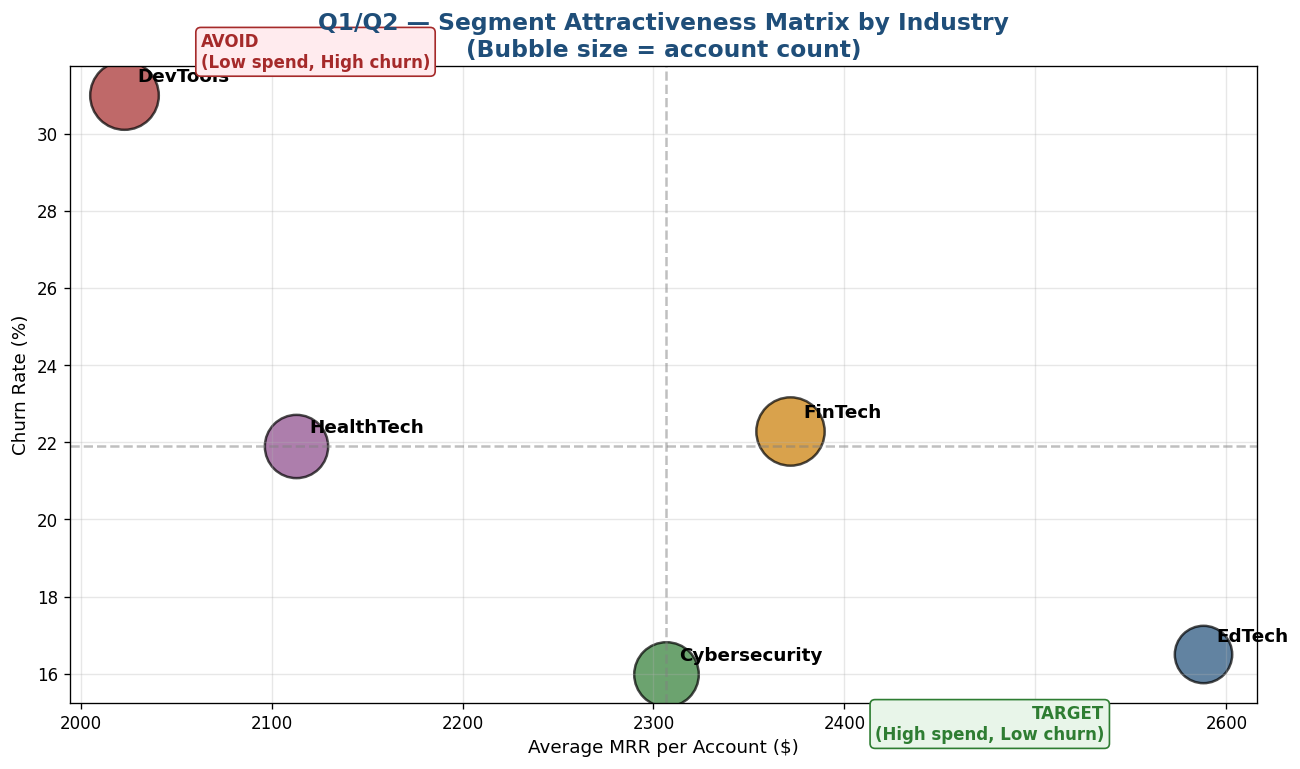 Q1/Q2 — Segment Attractiveness Matrix by Industry
(Bubble size = account count)
AVOID
(Low spend, High churn)
DevTools
30
28
26
24
22
20
18
16
Churn Rate (%)
HealthTech
FinTech
Cybersecurity
EdTech
2000
2100
2200
2300
2400
2600
TARGET
(High spend, Low churn)
Average MRR per Account ($)